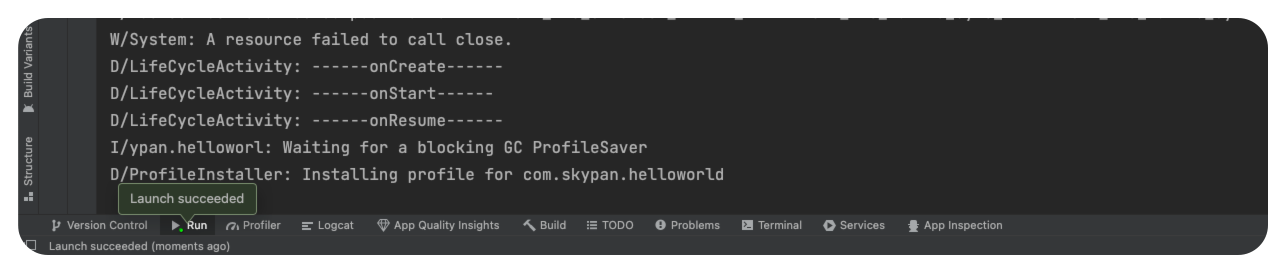 W/System: A resource failed to call close.
D/LifeCycleActivity: ------onCreate------
D/LifeCycleActivity: ------onStart------
D/LifeCycleActivity: ------onResume------
I/ypan.helloworl: Waiting for a blocking GC ProfileSaver
D/ProfileInstaller: Installing profile for com.skypan.helloworld
Build Variants
Structure
Launch succeeded
Version Control Run Profiler Logcat App Quality Insights Build TODO Problems Terminal Services App Inspection
Launch succeeded (moments ago)